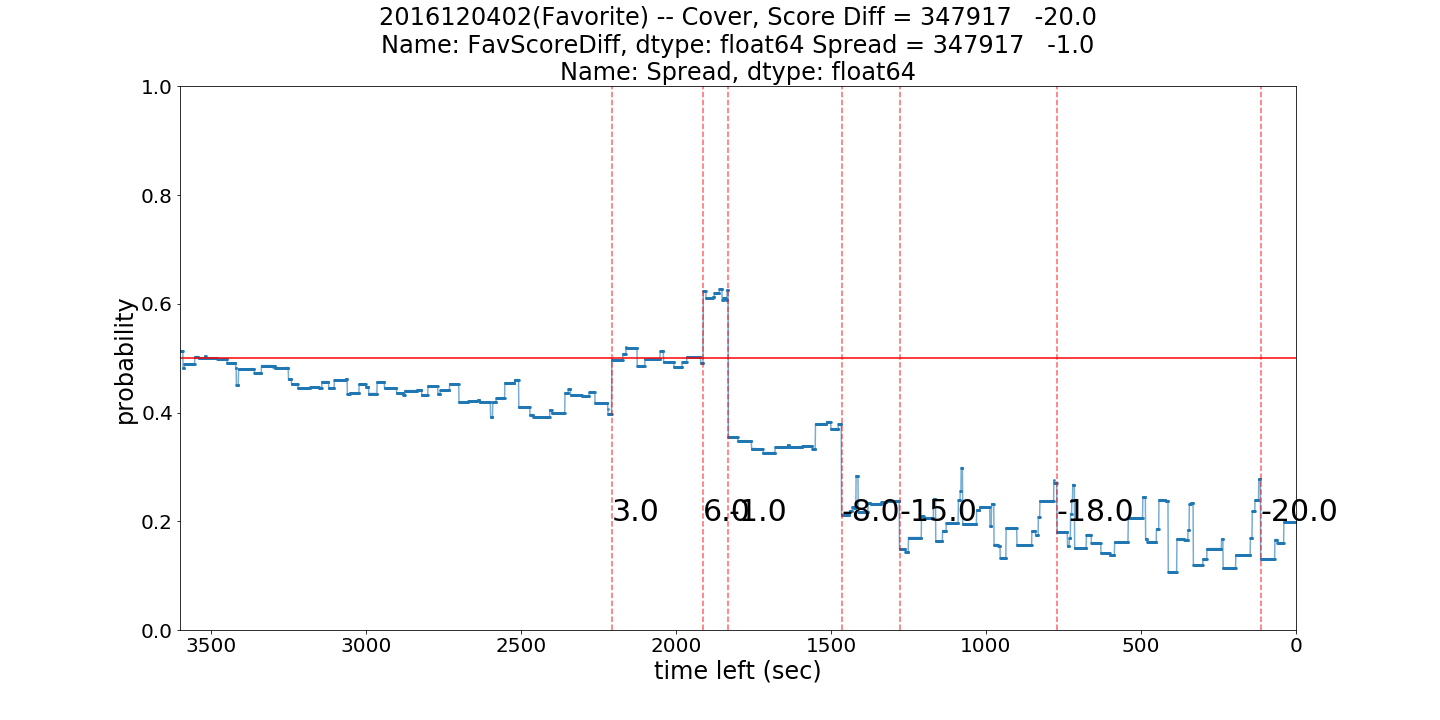 2016120402(Favorite) -- Cover, Score Diff = 347917   -20.0
Name: FavScoreDiff, dtype: float64 Spread = 347917   -1.0
Name: Spread, dtype: float64
1.0
0.8
0.6
0.4
0.2
0.0
probability
3.0 6.0 -1.0 -8.0 -15.0 -18.0 -20.0
3500 3000 2500 2000 1500 1000 500 0
time left (sec)